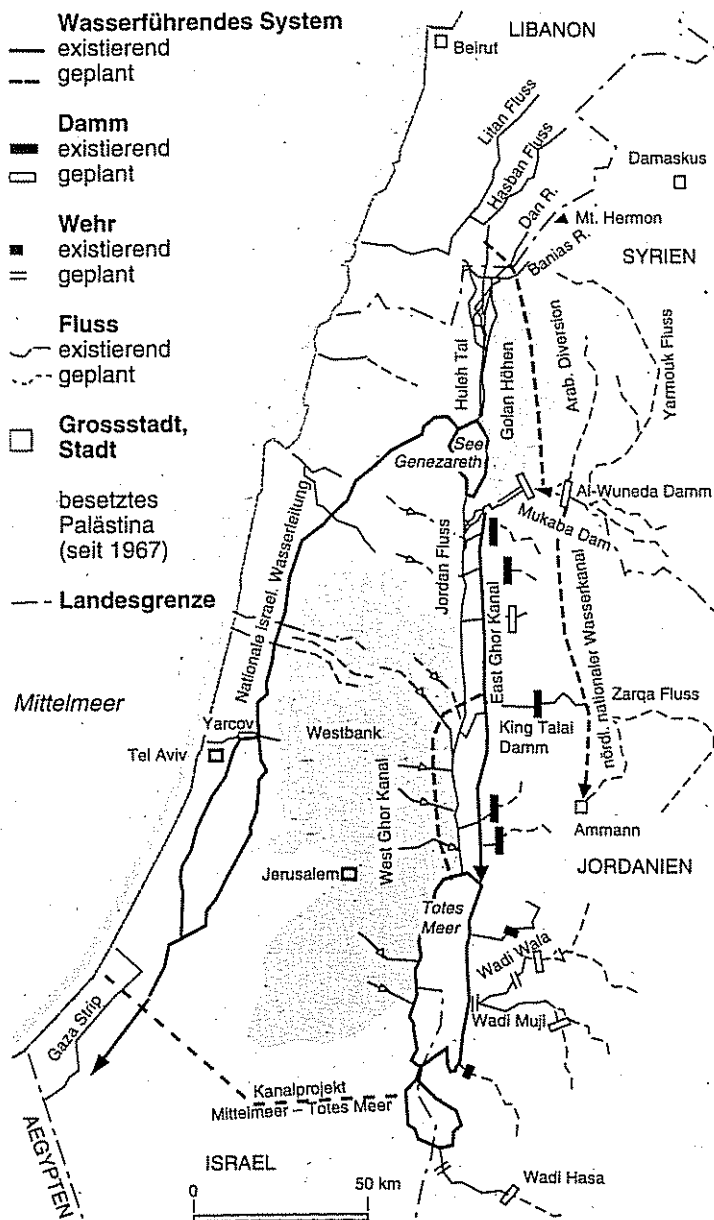 Wasserführendes System
existierend
geplant
Damm
existierend
geplant
Wehr
existierend
geplant
Fluss
existierend
geplant
Grossstadt,
Stadt
besetztes
Palästina
(seit 1967)
Landesgrenze
LIBANON
Beirut
Litan Fluss
Hasban Fluss
Damaskus
Dan R.
Mt. Hermon
Banias R.
SYRIEN
Huleh Tal
Golan Höhen
Arab. Diversion
Yarmouk Fluss
See
Genezareth
Al-Wuneda Damm
Mukaba Dam
Nationale Israel. Wasserleitung
Jordan Fluss
East Ghor Kanal
nördl. nationaler Wasserkanal
Mittelmeer
Zarqa Fluss
Yarcov
Westbank
King Talal
Damm
Tel Aviv
West Ghor Kanal
Ammann
Jerusalem
JORDANIEN
Totes
Meer
Wadi Wala
Wadi Muji
Gaza Strip
Kanalprojekt
Mittelmeer – Totes Meer
AEGYPTEN
ISRAEL
Wadi Hasa
0 50 km